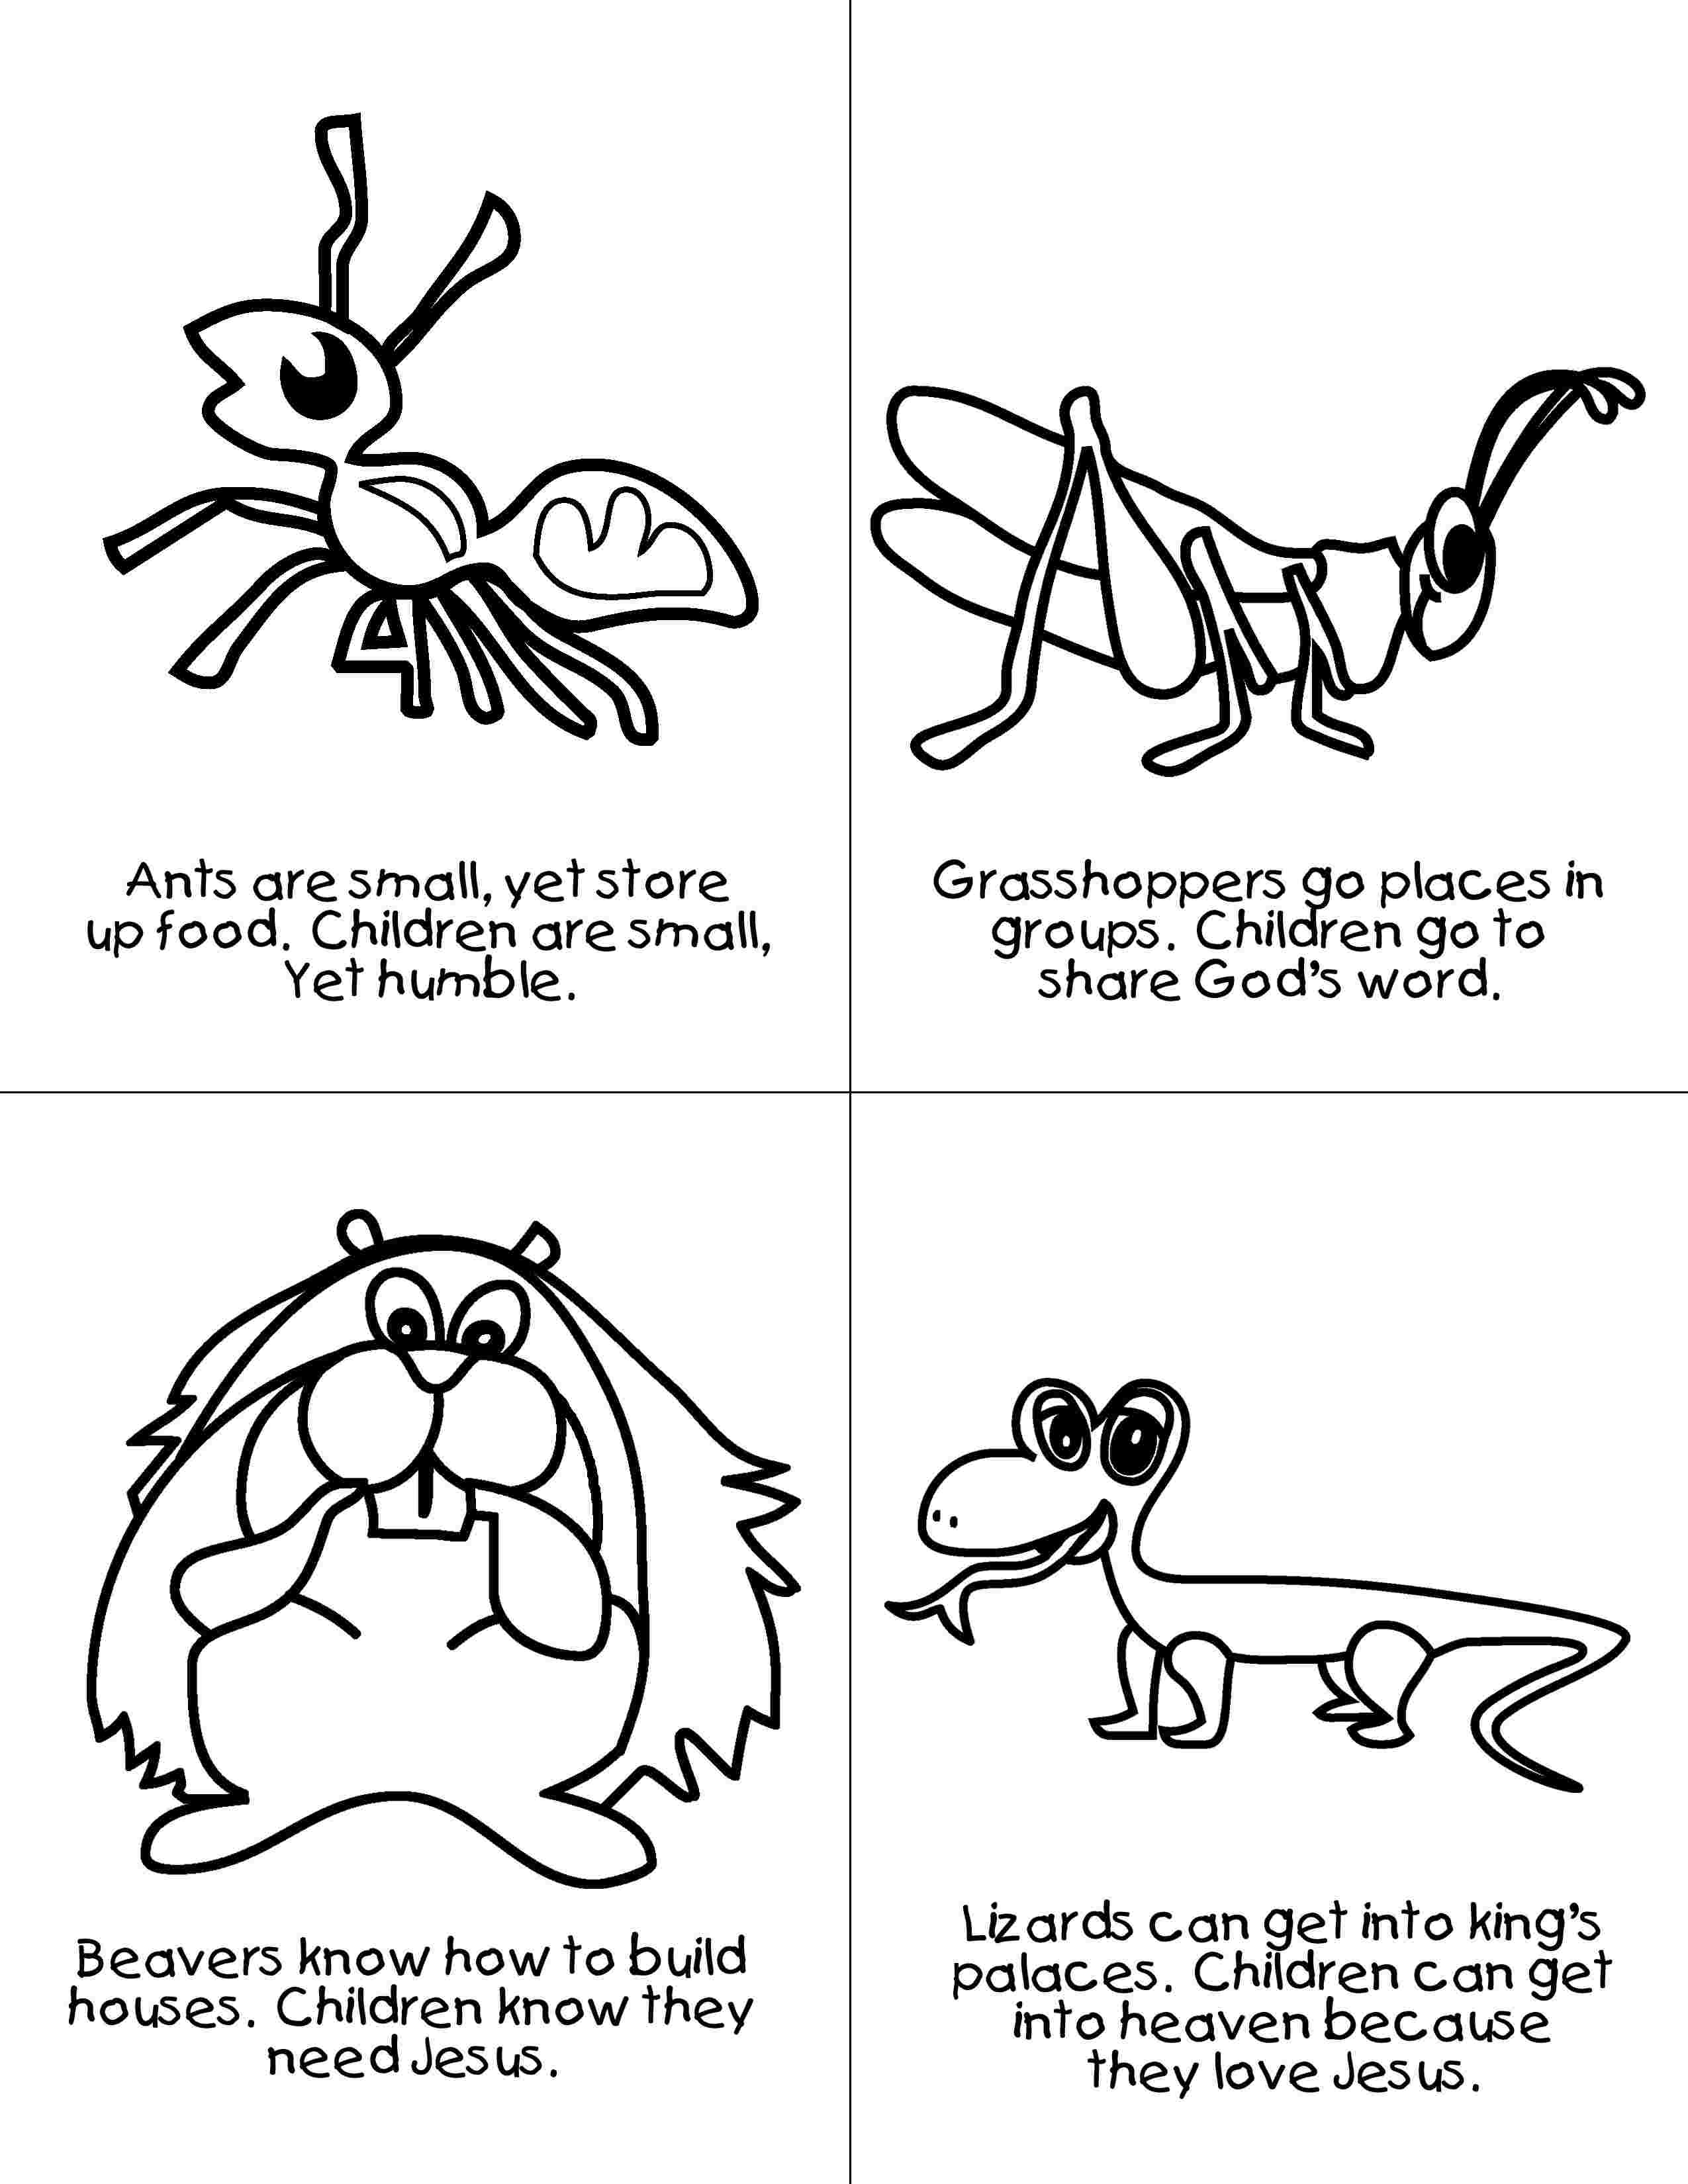 Ants are small, yet store
up food. Children are small,
Yet humble.
Grasshoppers go places in
groups. Children go to
share God's word.
Beavers know how to build
houses. Children know they
need Jesus.
Lizards can get into king's
palaces. Children can get
into heaven because
they love Jesus.